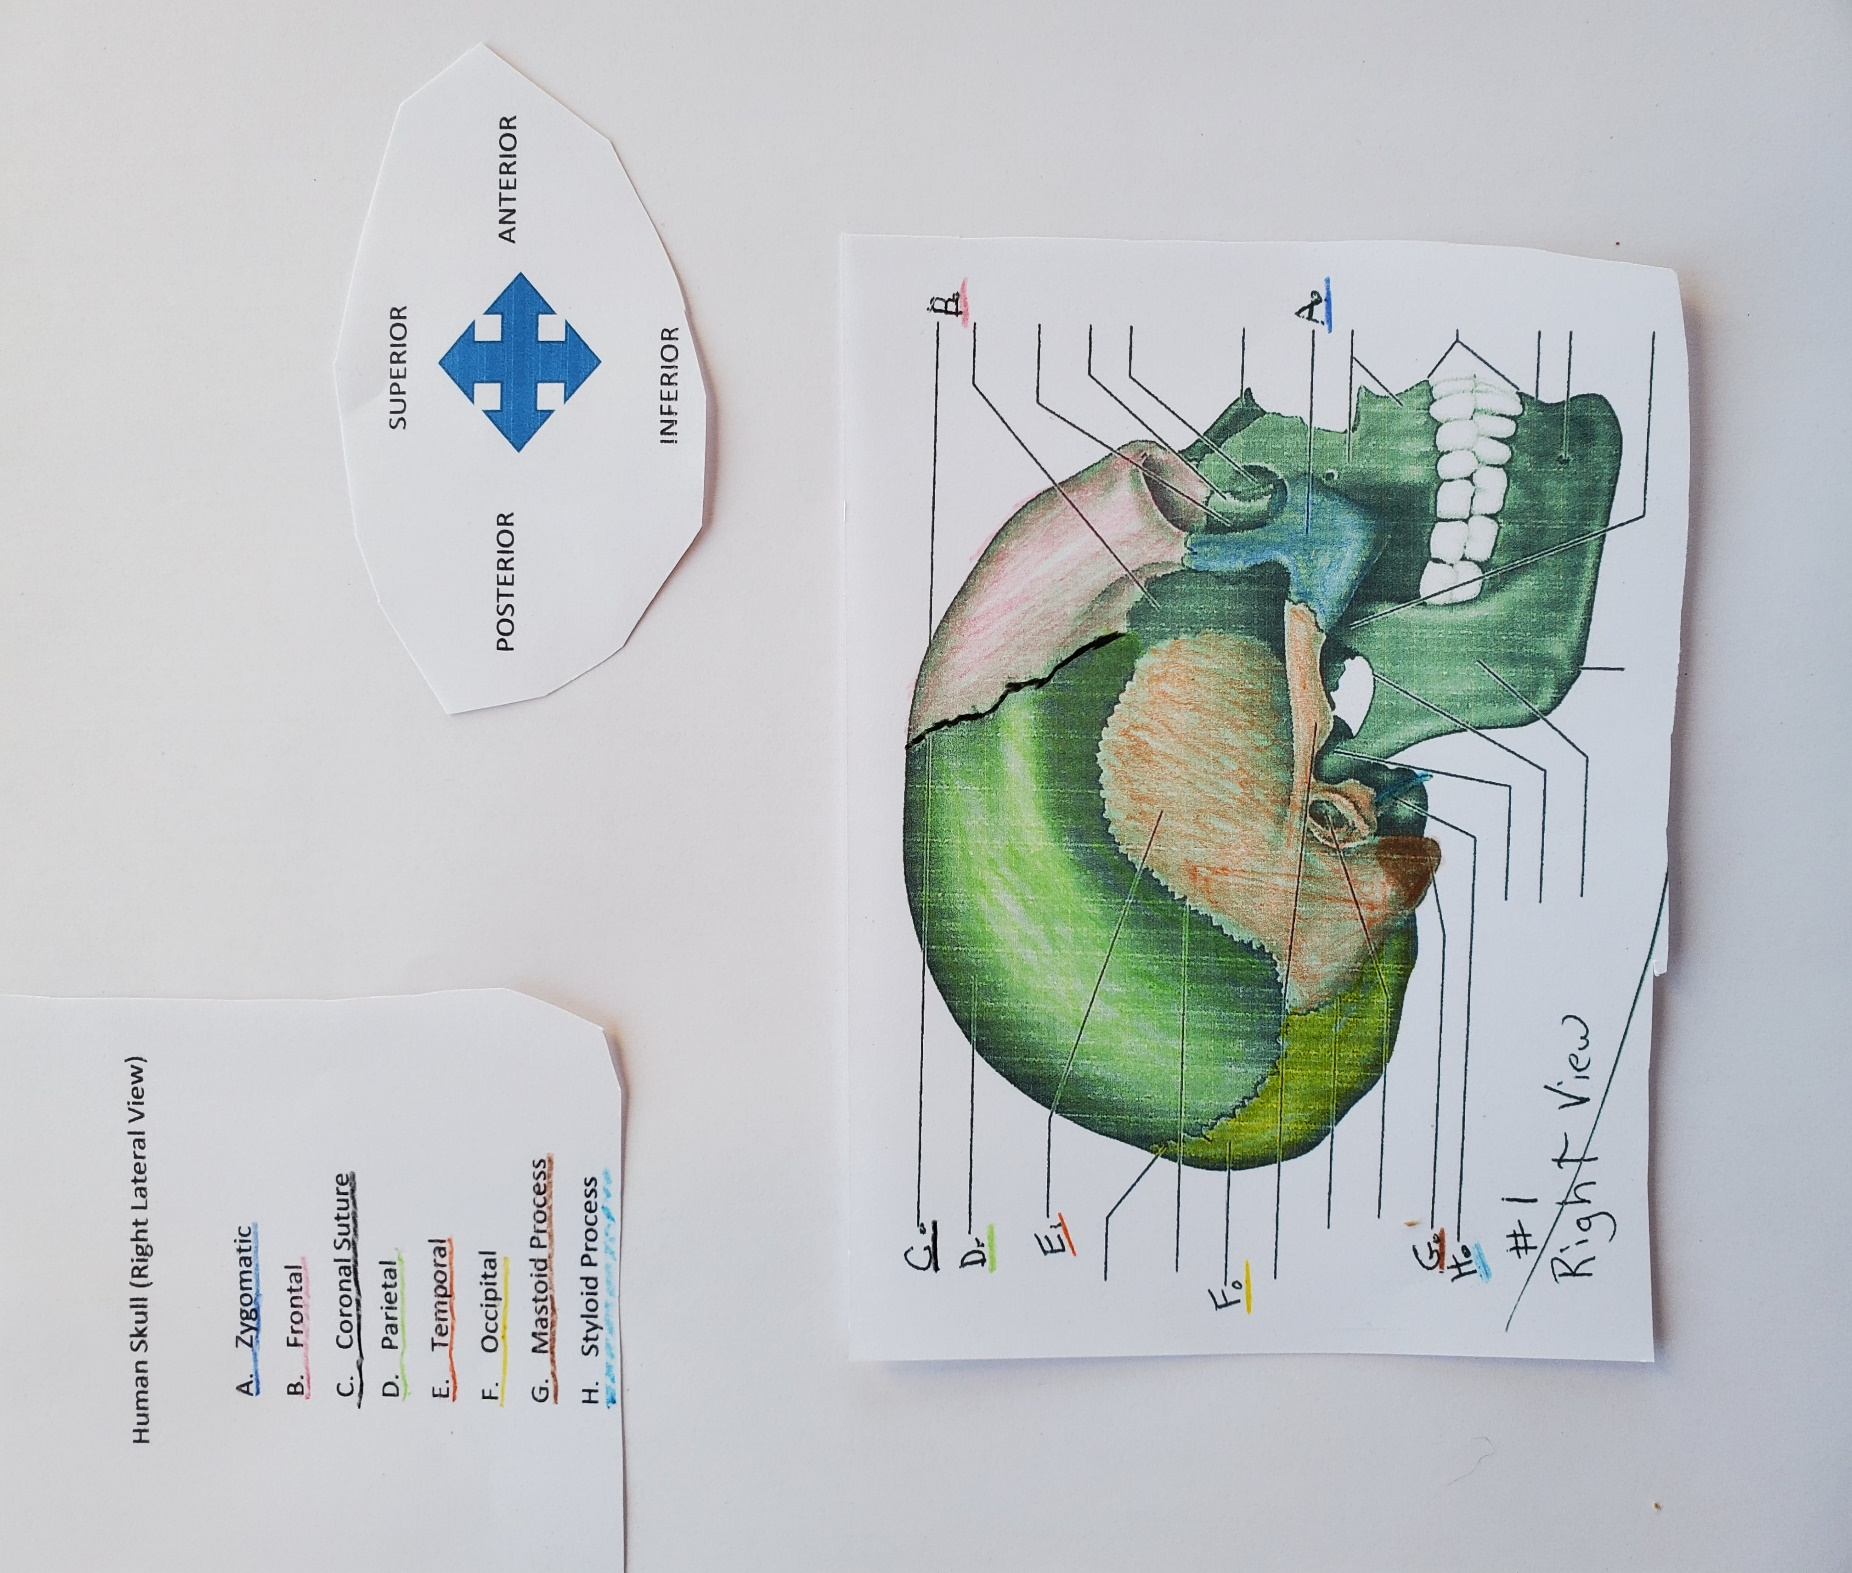 Human Skull (Right Lateral View)
A. Zygomatic
B. Frontal
C. Coronal Suture
D. Parietal
E. Temporal
F. Occipital
G. Mastoid Process
H. Styloid Process
SUPERIOR
POSTERIOR
ANTERIOR
INFERIOR
C.
B.
D.
E.
F.
A.
G.
H.
#1
Right View